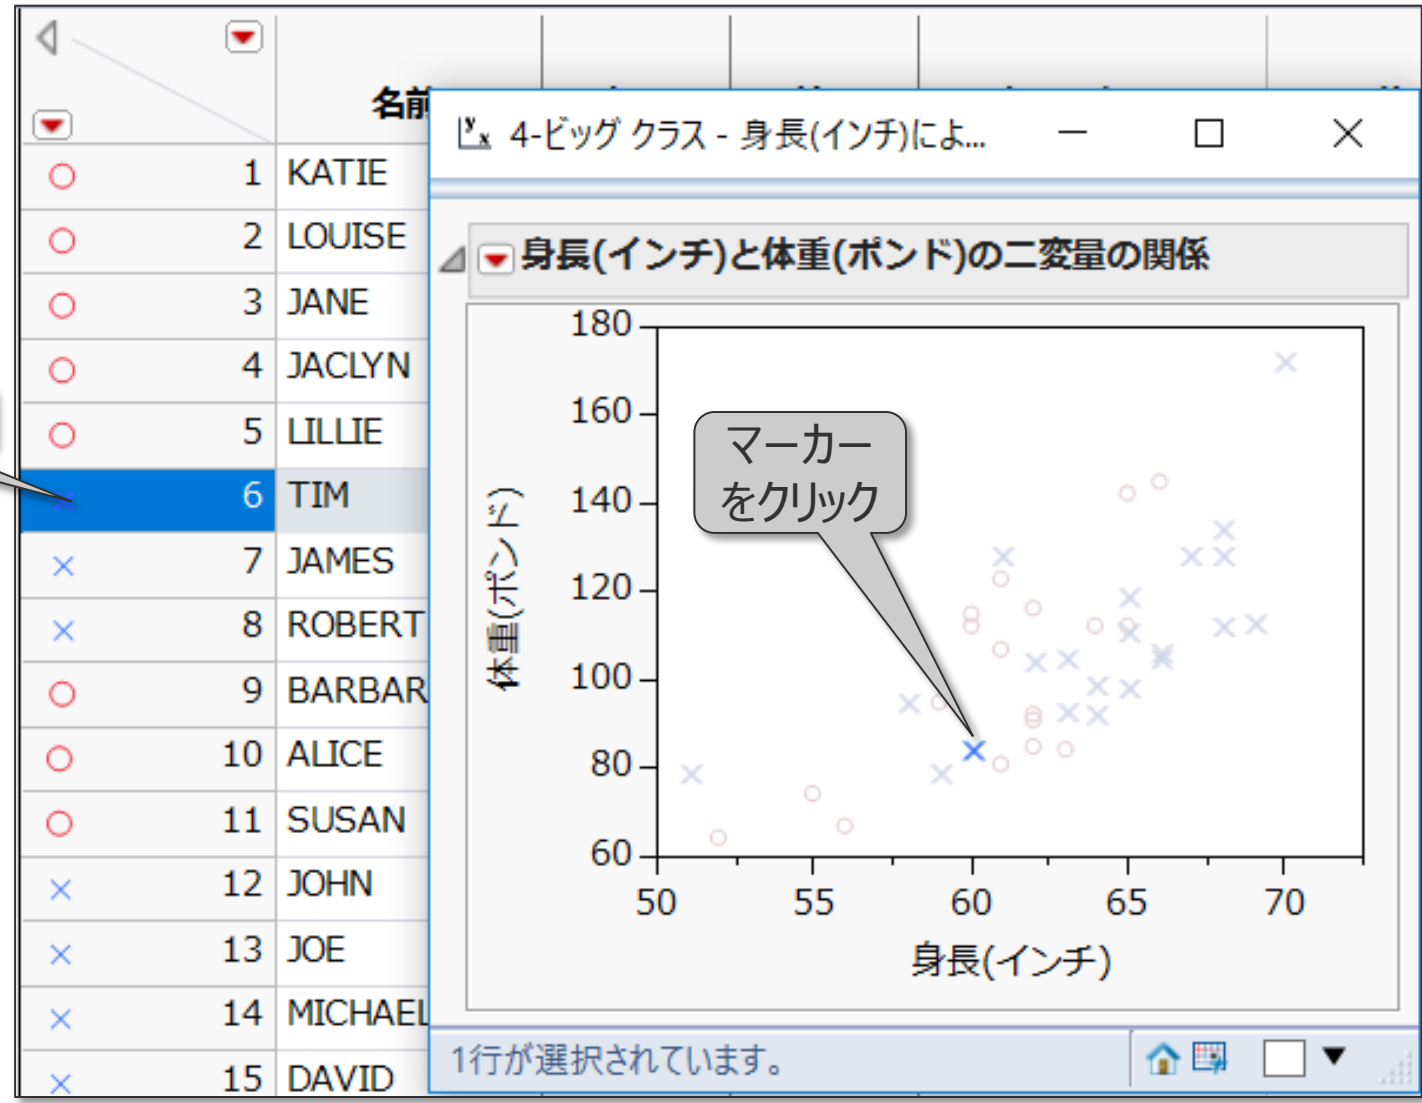 名前
1 KATIE
2 LOUISE
3 JANE
4 JACLYN
5 LILLIE
6 TIM
7 JAMES
8 ROBERT
9 BARBAR
10 ALICE
11 SUSAN
12 JOHN
13 JOE
14 MICHAEL
15 DAVID
4-ビッグ クラス - 身長(インチ)によ...
身長(インチ)と体重(ポンド)の二変量の関係
体重(ポンド)
180
160
140
120
100
80
60
マーカー
をクリック
50 55 60 65 70
身長(インチ)
1行が選択されています。